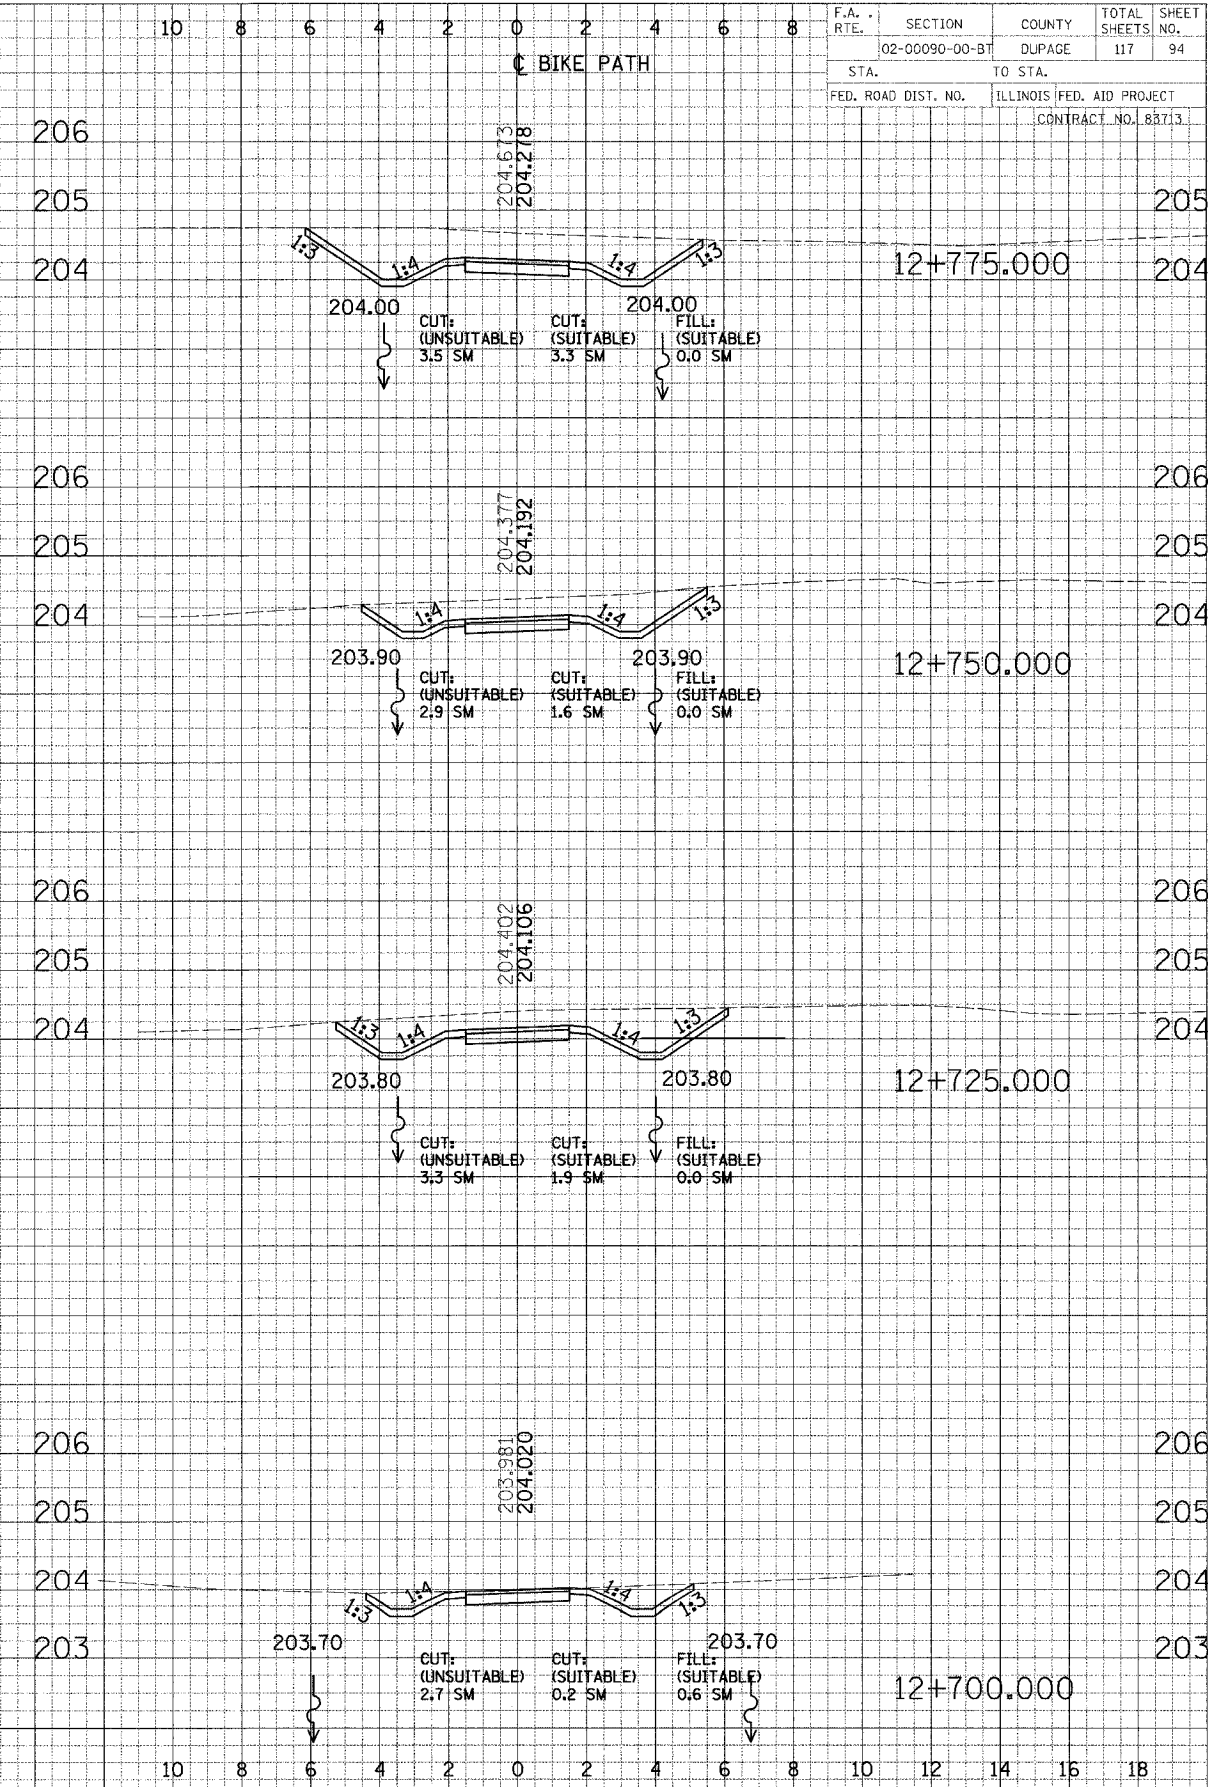 10 8 6 4 2 0 2 4 6 8
F.A. . RTE. SECTION COUNTY TOTAL SHEETS SHEET NO.
02-00090-00-BT DUPAGE 117 94
STA. TO STA.
FED. ROAD DIST. NO. ILLINOIS FED. AID PROJECT
CONTRACT NO. 83713
℄ BIKE PATH
206
204.673
204.278
205 205
1:3 1:4 1:4 1:3
204 12+775.000 204
204.00 204.00
CUT: CUT: FILL:
(UNSUITABLE) (SUITABLE) (SUITABLE)
3.5 SM 3.3 SM 0.0 SM
206 206
204.377
204.192
205 205
1:4 1:4 1:3
204 204
203.90 203.90 12+750.000
CUT: CUT: FILL:
(UNSUITABLE) (SUITABLE) (SUITABLE)
2.9 SM 1.6 SM 0.0 SM
206 206
204.402
204.106
205 205
1:3 1:4 1:4 1:3
204 204
203.80 203.80 12+725.000
CUT: CUT: FILL:
(UNSUITABLE) (SUITABLE) (SUITABLE)
3.3 SM 1.9 SM 0.0 SM
206 206
203.981
204.020
205 205
204 204
1:3 1:4 1:4 1:3
203 203
203.70 203.70
CUT: CUT: FILL:
(UNSUITABLE) (SUITABLE) (SUITABLE)
2.7 SM 0.2 SM 0.6 SM
12+700.000
10 8 6 4 2 0 2 4 6 8 10 12 14 16 18